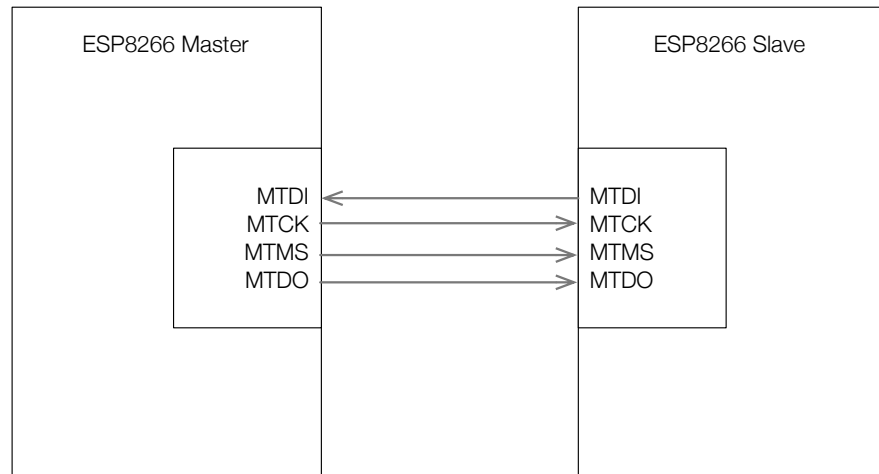 ESP8266 Master
ESP8266 Slave
MTDI
MTCK
MTMS
MTDO
MTDI
MTCK
MTMS
MTDO